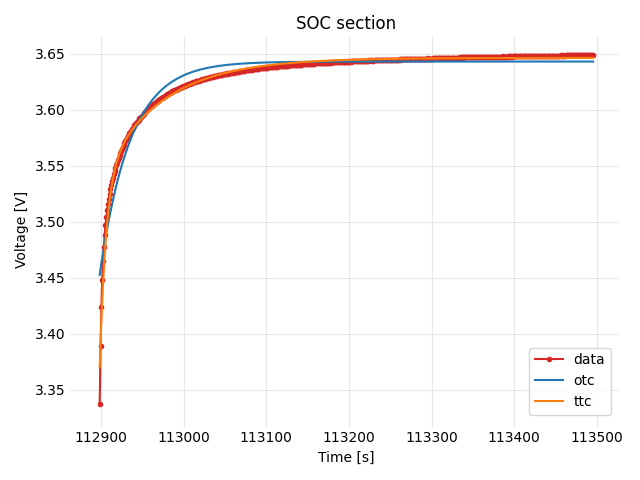 SOC section
Voltage [V]
3.65
3.60
3.55
3.50
3.45
3.40
3.35
data
otc
ttc
112900 113000 113100 113200 113300 113400 113500
Time [s]